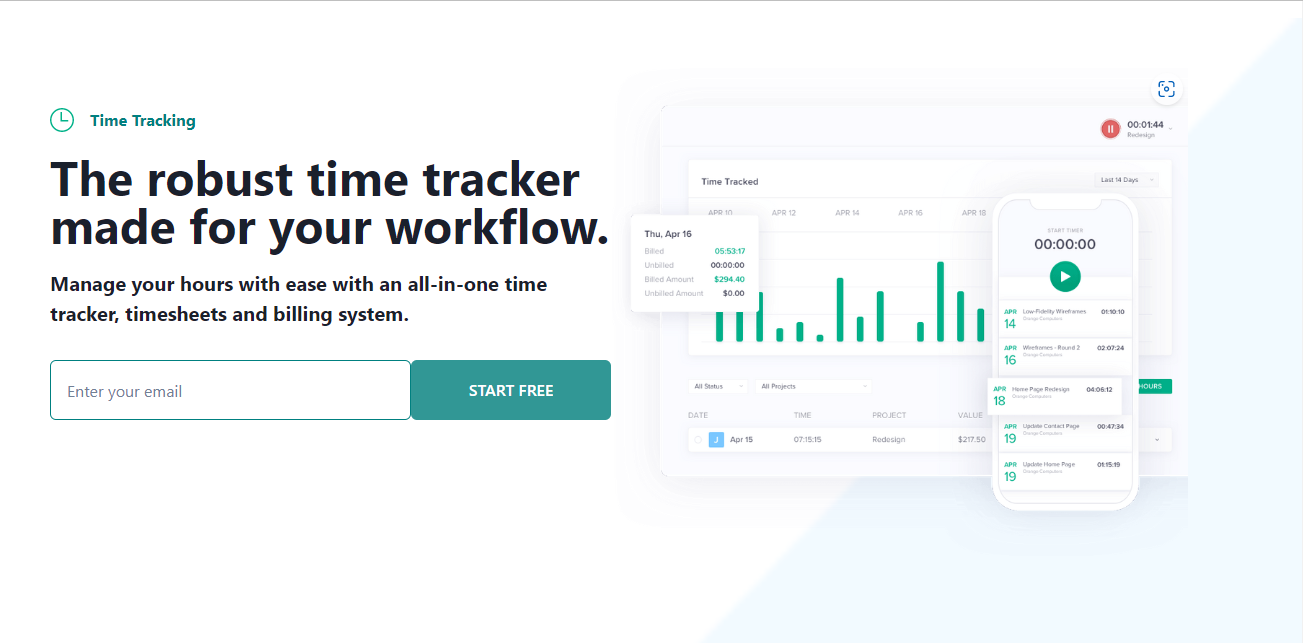 Time Tracking
The robust time tracker
made for your workflow.
Manage your hours with ease with an all-in-one time
tracker, timesheets and billing system.
Enter your email
START FREE
00:01:44
Redesign
Time Tracked
Last 14 Days
APR 10
APR 12
APR 14
APR 16
APR 18
Thu, Apr 16
Billed
05:53:17
Unbilled
00:00:00
Billed Amount
$294.40
Unbilled Amount
$0.00
All Status
All Projects
HOURS
DATE
TIME
PROJECT
VALUE
J
Apr 15
07:15:15
Redesign
$217.50
START TIMER
00:00:00
APR
14
Low-Fidelity Wireframes
Orange Computers
01:10:10
APR
16
Wireframes - Round 2
Orange Computers
02:07:24
APR
18
Home Page Redesign
Orange Computers
04:06:12
APR
19
Update Contact Page
Orange Computers
00:47:34
APR
19
Update Home Page
Orange Computers
01:15:19